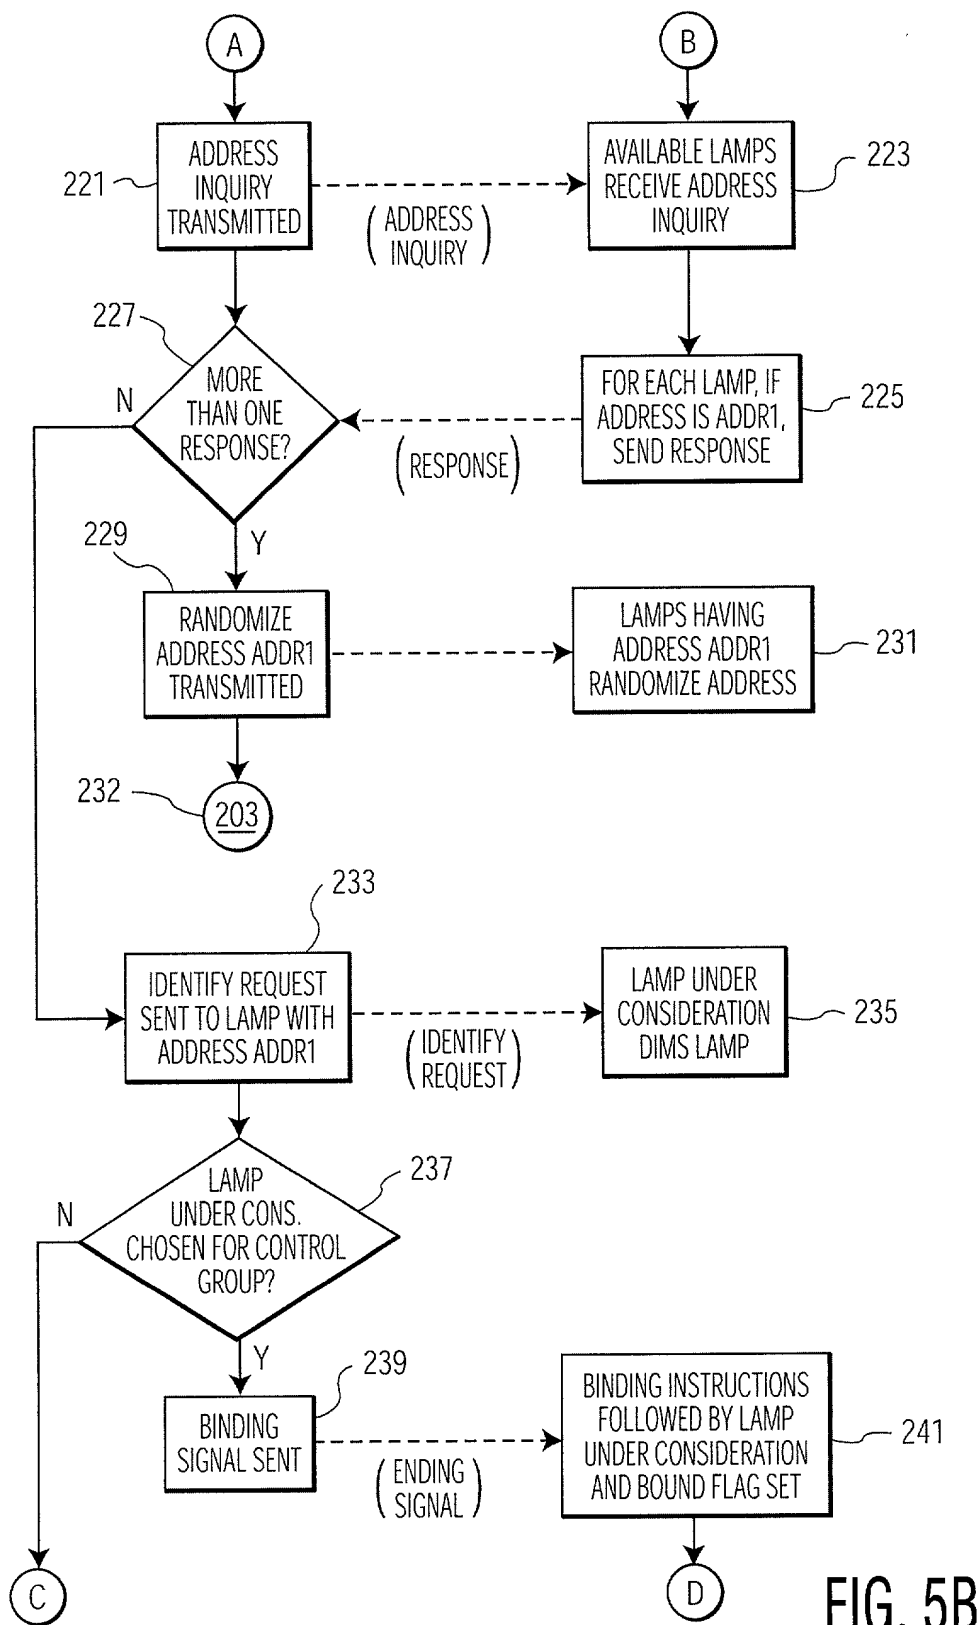 A
B
ADDRESS
INQUIRY
TRANSMITTED
221
(ADDRESS
INQUIRY)
AVAILABLE LAMPS
RECEIVE ADDRESS
INQUIRY
223
227
MORE
THAN ONE
RESPONSE?
N
Y
(RESPONSE)
FOR EACH LAMP, IF
ADDRESS IS ADDR1,
SEND RESPONSE
225
229
RANDOMIZE
ADDRESS ADDR1
TRANSMITTED
LAMPS HAVING
ADDRESS ADDR1
RANDOMIZE ADDRESS
231
232
203
233
IDENTIFY REQUEST
SENT TO LAMP WITH
ADDRESS ADDR1
(IDENTIFY
REQUEST)
LAMP UNDER
CONSIDERATION
DIMS LAMP
235
237
LAMP
UNDER CONS.
CHOSEN FOR CONTROL
GROUP?
N
Y
239
BINDING
SIGNAL SENT
(ENDING
SIGNAL)
BINDING INSTRUCTIONS
FOLLOWED BY LAMP
UNDER CONSIDERATION
AND BOUND FLAG SET
241
C
D
FIG. 5B